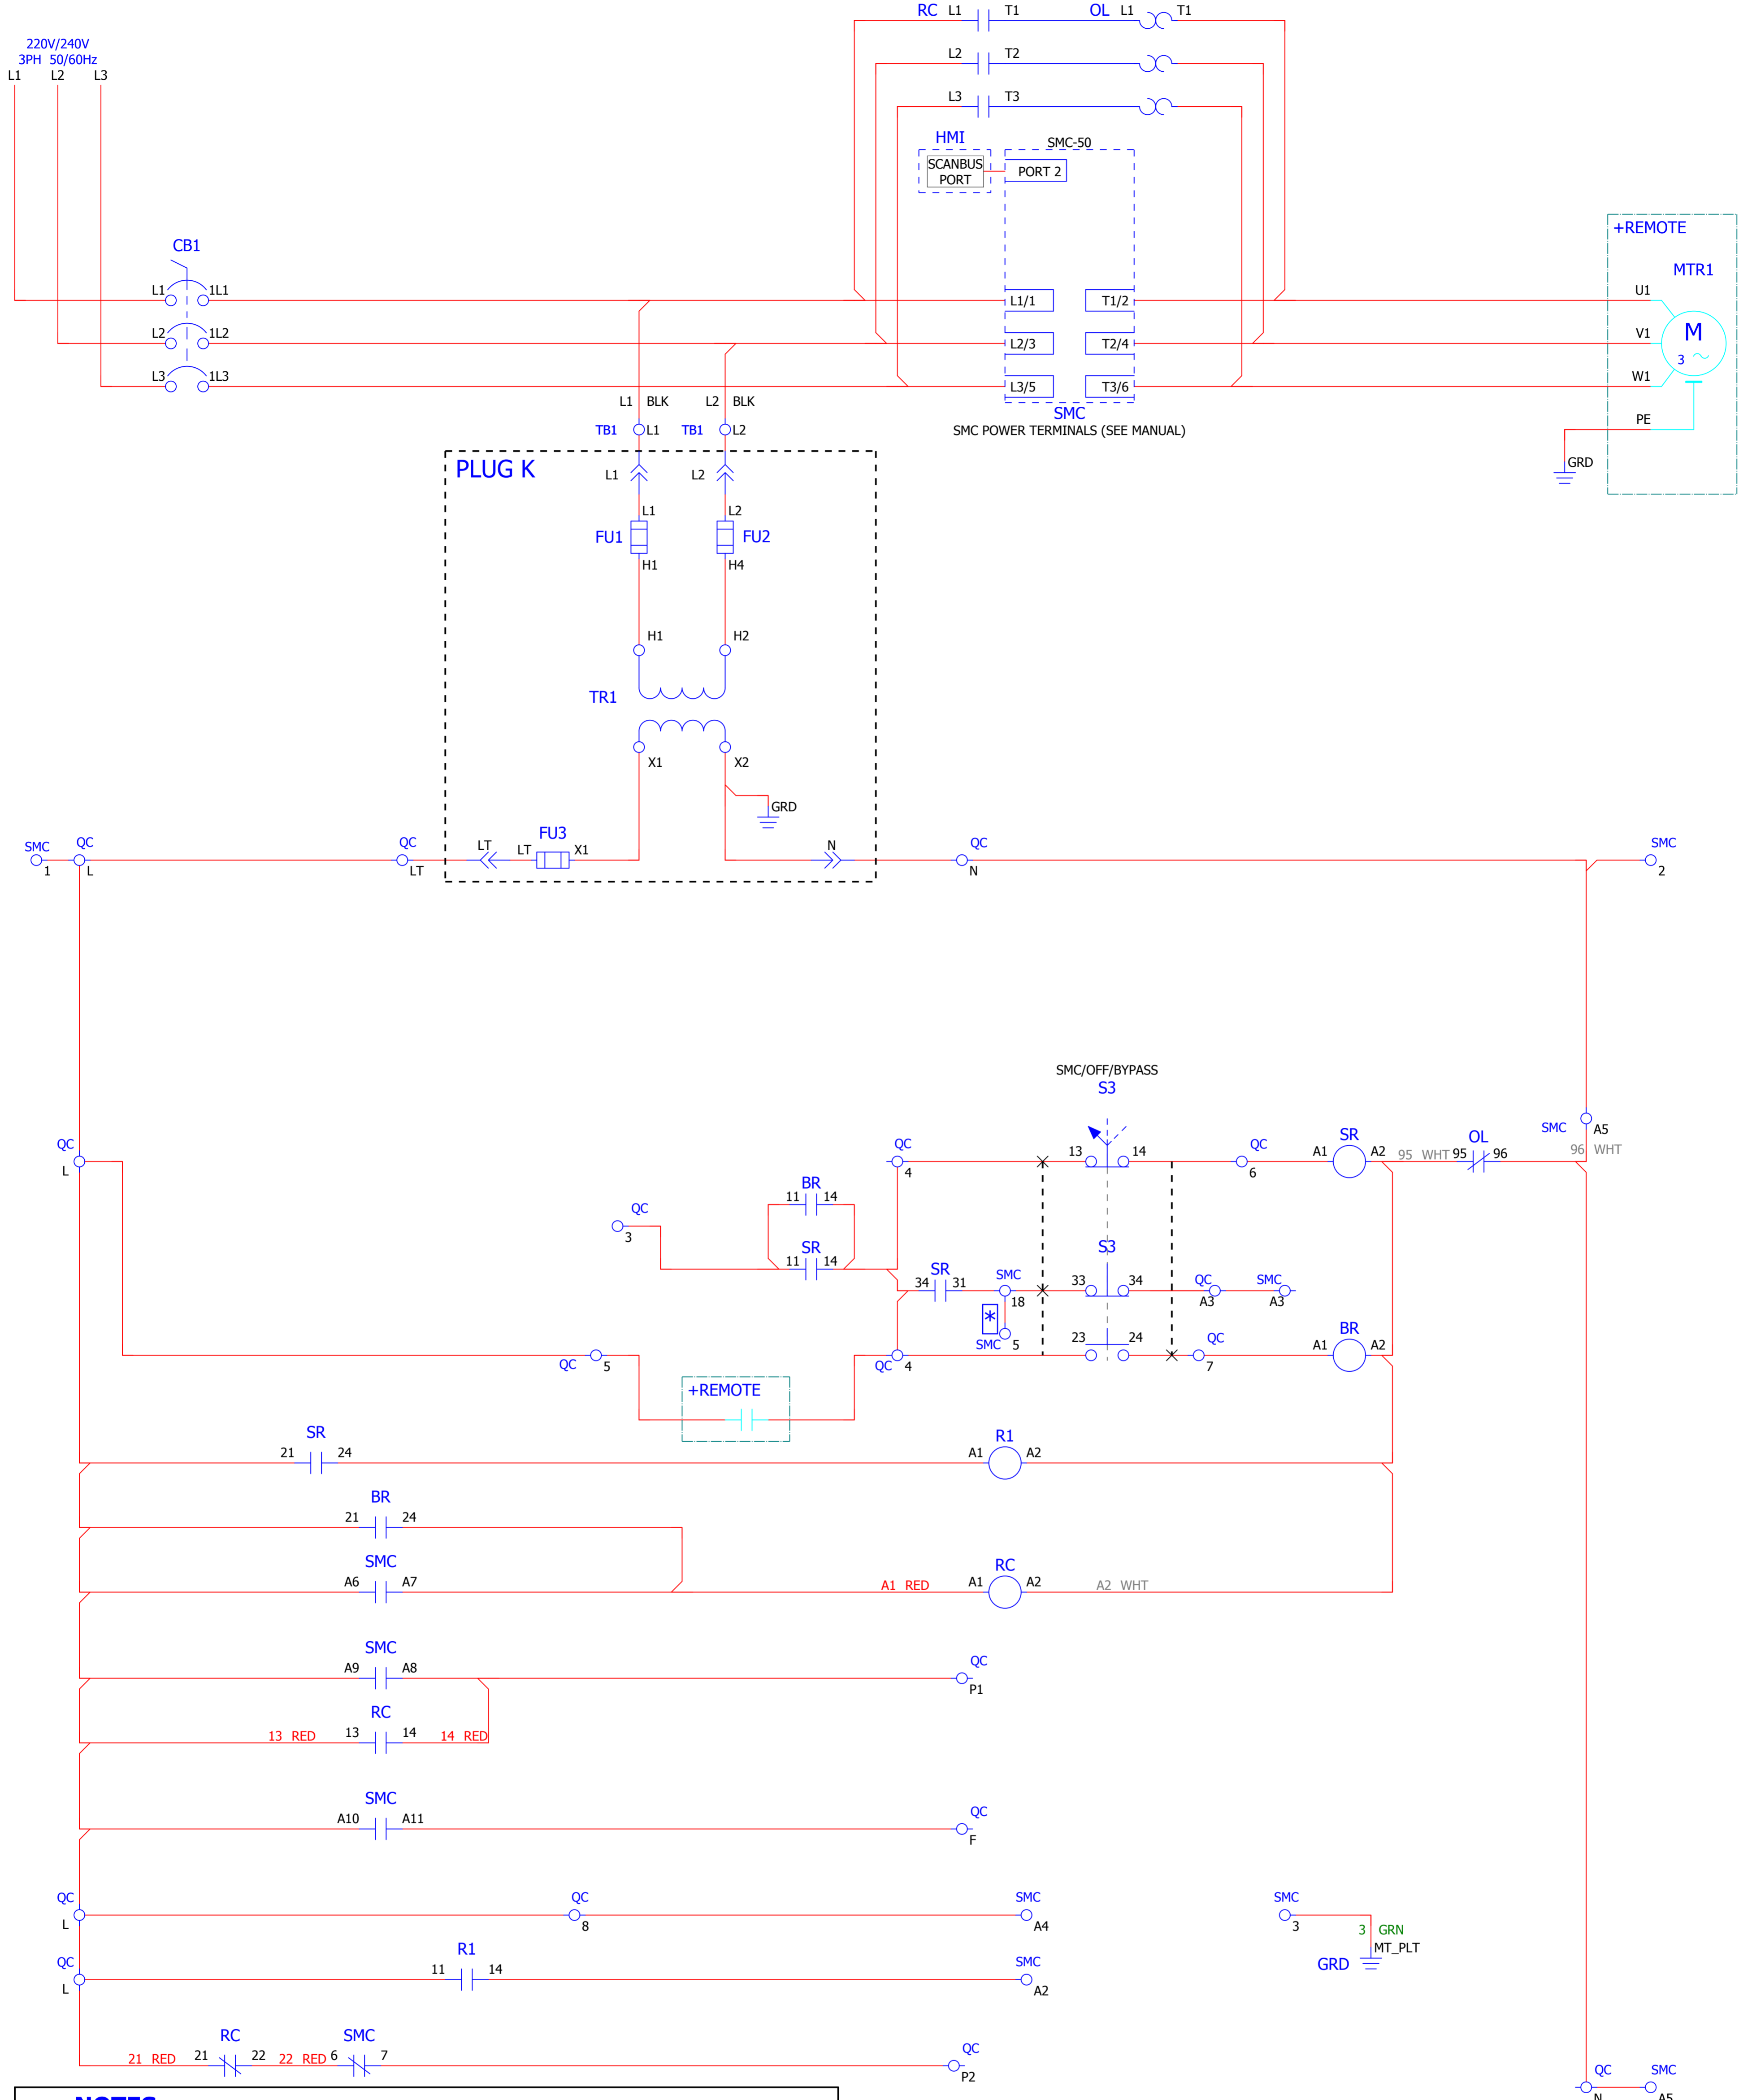 RC L1 T1 OL L1 T1
220V/240V
3PH 50/60Hz
L1 L2 L3
L2 T2
L3 T3
HMI
SMC-50
SCANBUS
PORT
PORT 2
+REMOTE
CB1
MTR1
L1 1L1
L1/1 T1/2
U1
L2 1L2
L2/3 T2/4
V1
M
3
L3 1L3
L3/5 T3/6
W1
L1 BLK L2 BLK
SMC
PE
TB1 L1 TB1 L2
SMC POWER TERMINALS (SEE MANUAL)
GRD
PLUG K
L1 L2
L1 L2
FU1 FU2
H1 H4
H1 H2
TR1
X1 X2
GRD
SMC QC QC FU3 QC SMC
LT LT X1 N
1 L LT N 2
SMC/OFF/BYPASS
S3
SMC A5
QC QC 13 14 QC SR OL
L 4 6 A1 A2 95 WHT 95 96 96 WHT
BR
11 14
QC
3
SR S3
11 14
SR SMC QC SMC
34 31 18 33 34 A3 A3
*
SMC 5 23 24 QC BR
QC 5 QC 4 7 A1 A2
+REMOTE
SR R1
21 24 A1 A2
BR
21 24
SMC RC
A6 A7 A1 RED A1 A2 A2 WHT
SMC
A9 A8 QC
P1
RC
13 RED 13 14 14 RED
SMC
A10 A11 QC
F
QC QC SMC SMC
L 8 A4 3
3 GRN
MT_PLT
GRD
QC R1 SMC
L 11 14 A2
RC SMC
21 RED 21 22 22 RED 6 7 QC
P2
QC SMC
N A5
NOTES